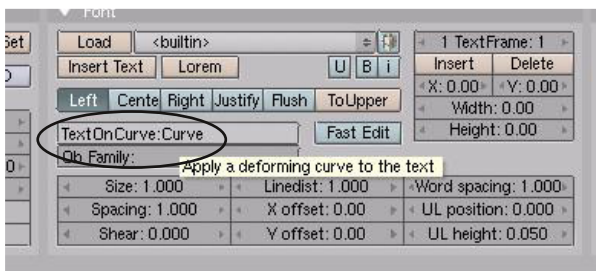 Font
Set Load <builtin> 1 TextFrame: 1
Insert Text Lorem U B i Insert Delete
X: 0.00 Y: 0.00
Left Cente Right Justify Flush ToUpper Width: 0.00
TextOnCurve:Curve Fast Edit Height: 0.00
Ob Family:
Apply a deforming curve to the text
0 Size: 1.000 Linedist: 1.000 Word spacing: 1.000
Spacing: 1.000 X offset: 0.00 UL position: 0.000
Shear: 0.000 Y offset: 0.00 UL height: 0.050